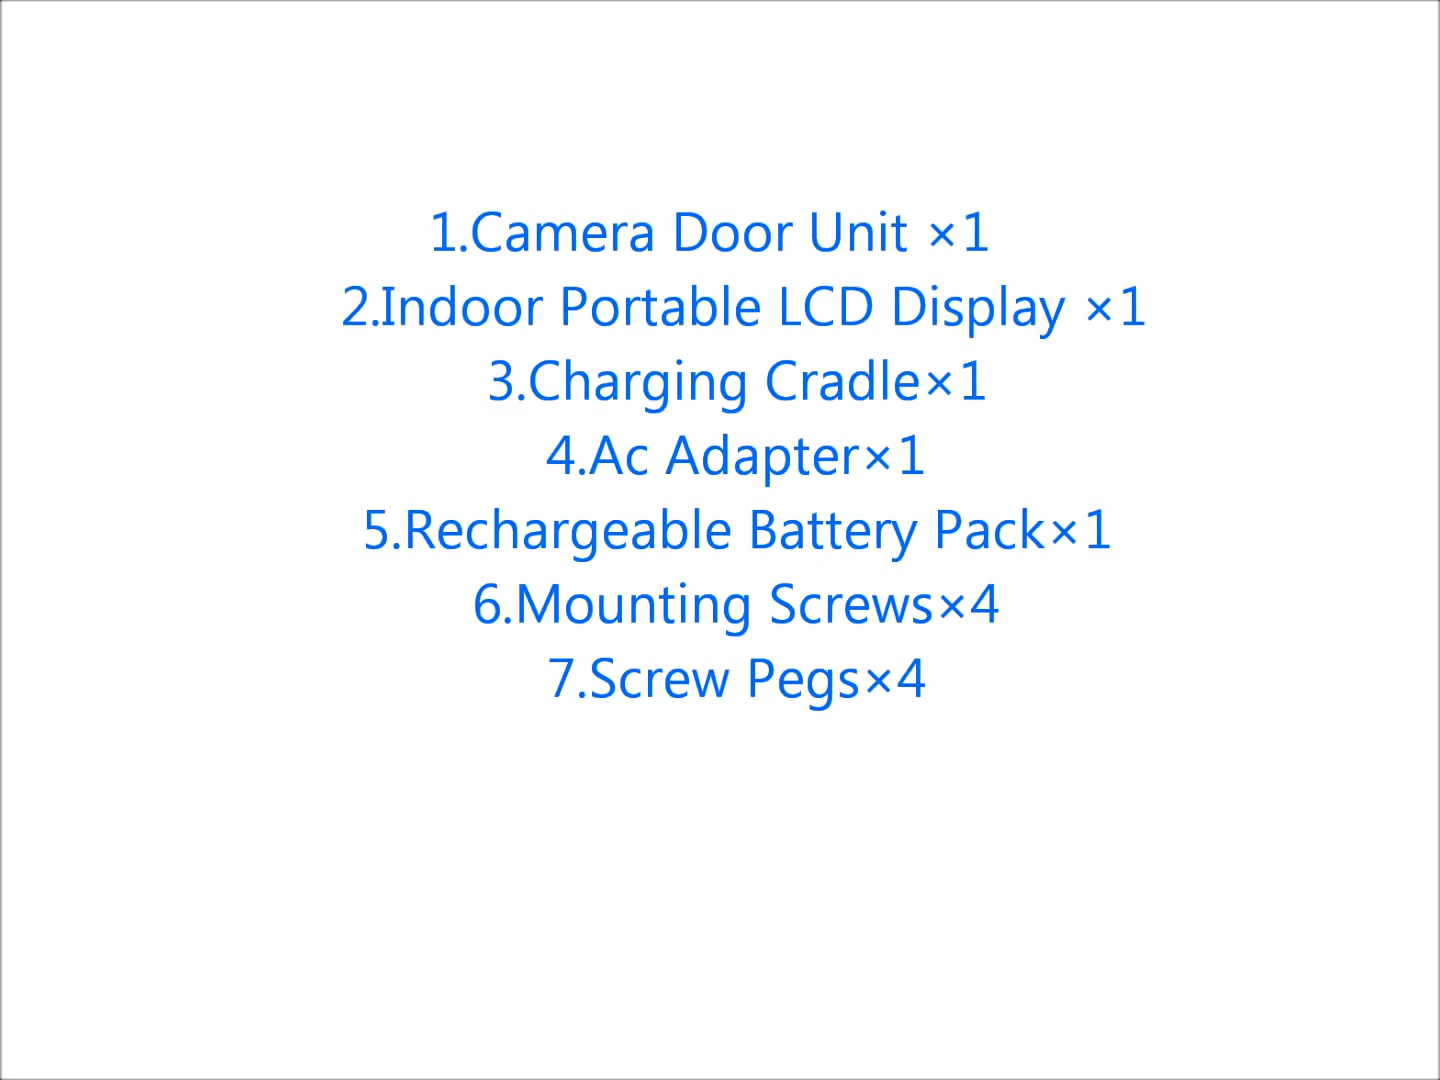 1.Camera Door Unit ×1
2.Indoor Portable LCD Display ×1
3.Charging Cradle×1
4.Ac Adapter×1
5.Rechargeable Battery Pack×1
6.Mounting Screws×4
7.Screw Pegs×4